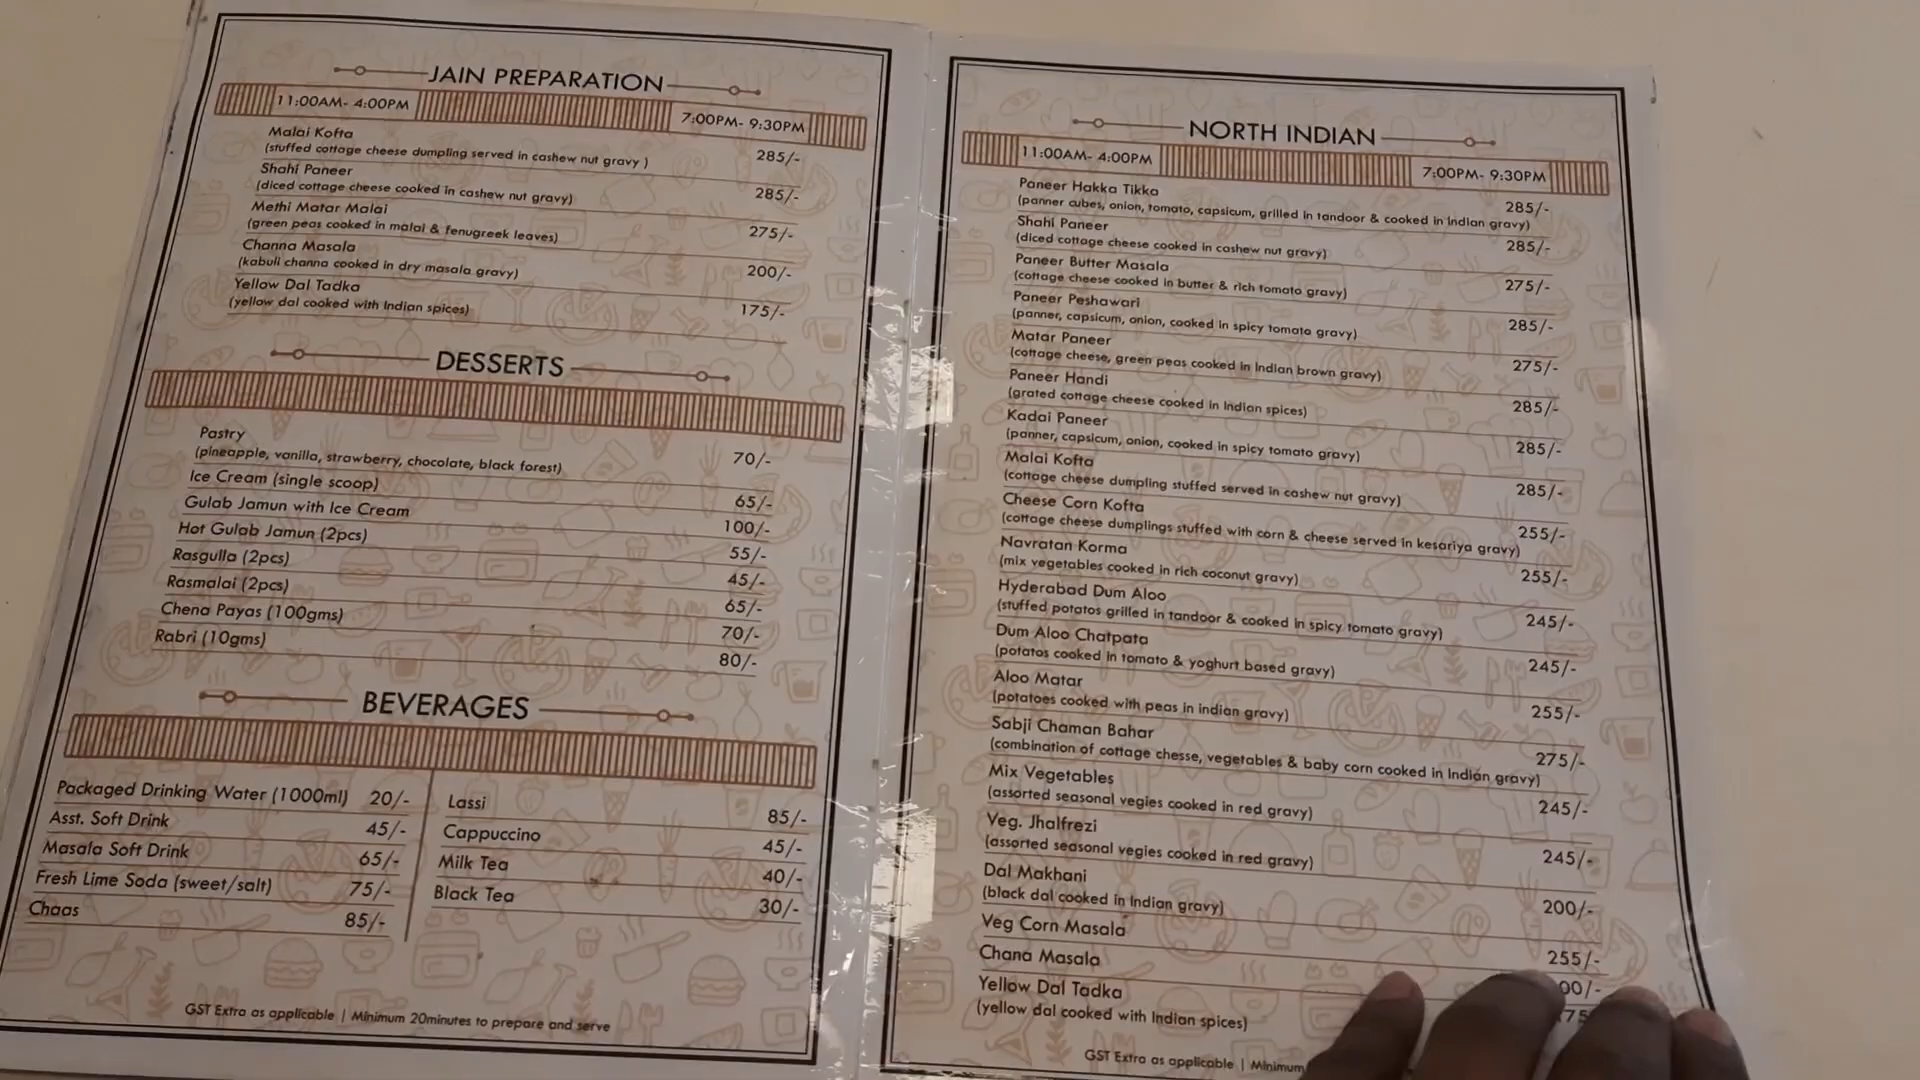 JAIN PREPARATION
11:00AM- 4:00PM 7:00PM- 9:30PM
Malai Kofta
(stuffed cottage cheese dumpling served in cashew nut gravy ) 285/-
Shahi Paneer
(diced cottage cheese cooked in cashew nut gravy) 285/-
Methi Matar Malai
(green peas cooked in malai & fenugreek leaves) 275/-
Channa Masala
(kabuli channa cooked in dry masala gravy) 200/-
Yellow Dal Tadka
(yellow dal cooked with Indian spices) 175/-
DESSERTS
Pastry
(pineapple, vanilla, strawberry, chocolate, black forest) 70/-
Ice Cream (single scoop) 65/-
Gulab Jamun with Ice Cream 100/-
Hot Gulab Jamun (2pcs) 55/-
Rasgulla (2pcs) 45/-
Rasmalai (2pcs) 65/-
Chena Payas (100gms) 70/-
Rabri (10gms) 80/-
BEVERAGES
Packaged Drinking Water (1000ml) 20/-
Asst. Soft Drink 45/-
Masala Soft Drink 65/-
Fresh Lime Soda (sweet/salt) 75/-
Chaas 85/-
Lassi 85/-
Cappuccino 45/-
Milk Tea 40/-
Black Tea 30/-
GST Extra as applicable | Minimum 20minutes to prepare and serve
NORTH INDIAN
11:00AM- 4:00PM 7:00PM- 9:30PM
Paneer Hakka Tikka 285/-
(panner cubes, onion, tomato, capsicum, grilled in tandoor & cooked in Indian gravy)
Shahi Paneer 285/-
(diced cottage cheese cooked in cashew nut gravy)
Paneer Butter Masala 275/-
(cottage cheese cooked in butter & rich tomato gravy)
Paneer Peshawari 285/-
(panner, capsicum, onion, cooked in spicy tomato gravy)
Matar Paneer 275/-
(cottage cheese, green peas cooked in Indian brown gravy)
Paneer Handi 285/-
(grated cottage cheese cooked in Indian spices)
Kadai Paneer 285/-
(panner, capsicum, onion, cooked in spicy tomato gravy)
Malai Kofta 285/-
(cottage cheese dumpling stuffed served in cashew nut gravy)
Cheese Corn Kofta 255/-
(cottage cheese dumplings stuffed with corn & cheese served in kesariya gravy)
Navratan Korma 255/-
(mix vegetables cooked in rich coconut gravy)
Hyderabad Dum Aloo 245/-
(stuffed potatos grilled in tandoor & cooked in spicy tomato gravy)
Dum Aloo Chatpata 245/-
(potatos cooked in tomato & yoghurt based gravy)
Aloo Matar 255/-
(potatoes cooked with peas in indian gravy)
Sabji Chaman Bahar 275/-
(combination of cottage chesse, vegetables & baby corn cooked in Indian gravy)
Mix Vegetables 245/-
(assorted seasonal vegies cooked in red gravy)
Veg. Jhalfrezi 245/-
(assorted seasonal vegies cooked in red gravy)
Dal Makhani 200/-
(black dal cooked in Indian gravy)
Veg Corn Masala 255/-
Chana Masala 00/-
Yellow Dal Tadka 75
(yellow dal cooked with Indian spices)
GST Extra as applicable | Minimum